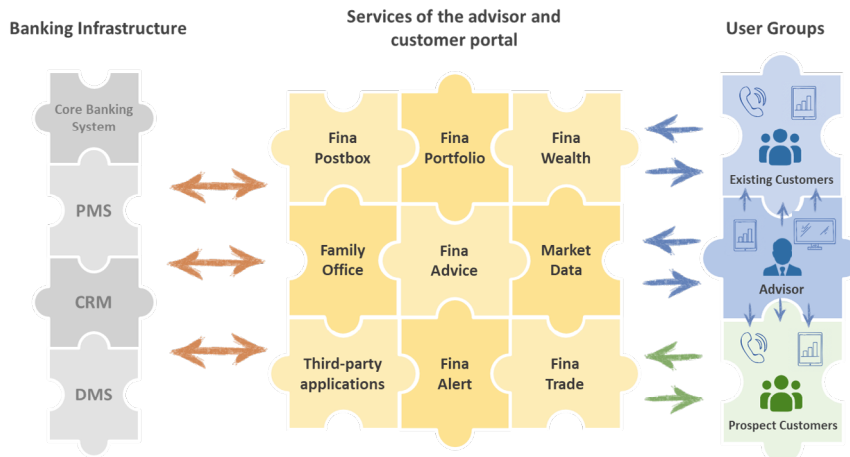 Banking Infrastructure
Services of the advisor and
customer portal
User Groups
Core Banking
System
PMS
CRM
DMS
Fina
Postbox
Fina
Portfolio
Fina
Wealth
Family
Office
Fina
Advice
Market
Data
Third-party
applications
Fina
Alert
Fina
Trade
Existing Customers
Advisor
Prospect Customers